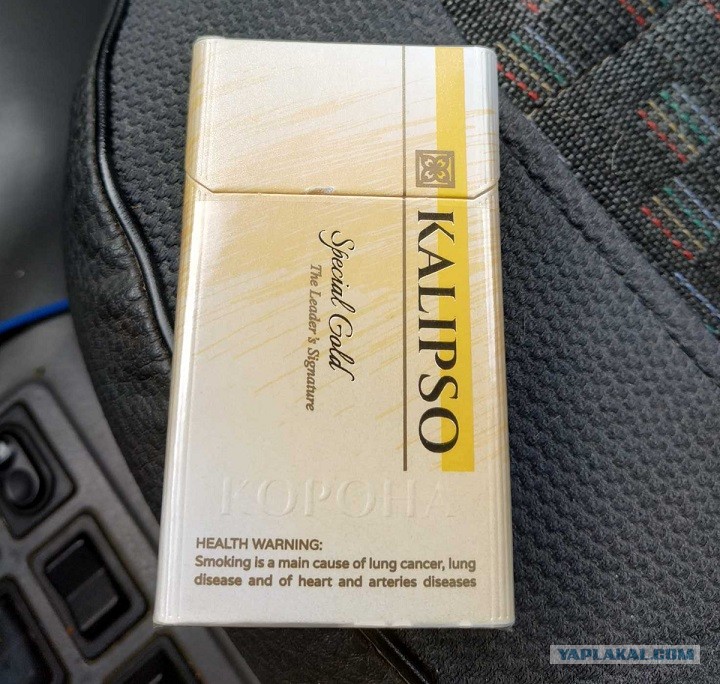 KALIPSO
Special Gold
The Leader's Signature
КОРОНА
HEALTH WARNING:
Smoking is a main cause of lung cancer, lung
disease and of heart and arteries diseases
YAPLAKAL.COM